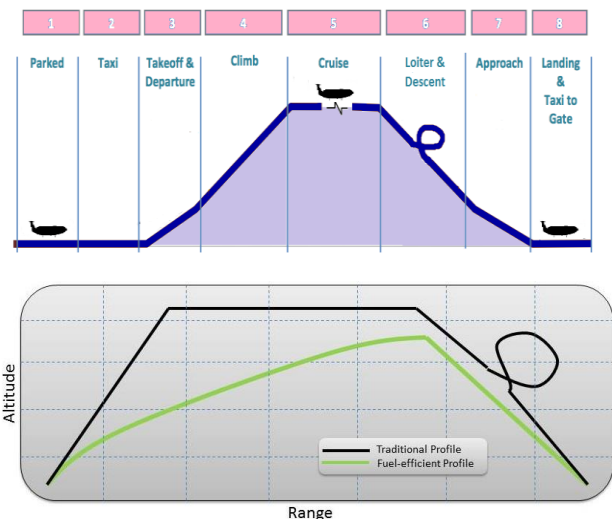 1 2 3 4 5 6 7 8
Parked Taxi Takeoff & Climb Cruise Loiter & Approach Landing
Departure Descent &
Taxi to
Gate
Altitude
Traditional Profile
Fuel-efficient Profile
Range